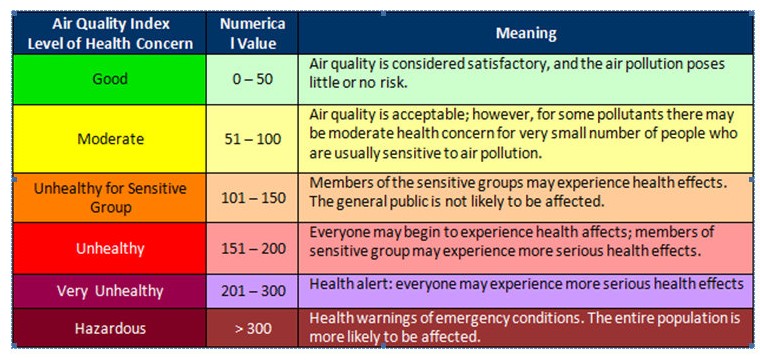 Air Quality Index
Level of Health Concern
Numerica
l Value
Meaning
Good
0 – 50
Air quality is considered satisfactory, and the air pollution poses
little or no risk.
Moderate
51 – 100
Air quality is acceptable; however, for some pollutants there may
be moderate health concern for very small number of people who
are usually sensitive to air pollution.
Unhealthy for Sensitive
Group
101 – 150
Members of the sensitive groups may experience health effects.
The general public is not likely to be affected.
Unhealthy
151 – 200
Everyone may begin to experience health affects; members of
sensitive group may experience more serious health effects.
Very Unhealthy
201 – 300
Health alert: everyone may experience more serious health effects
Hazardous
> 300
Health warnings of emergency conditions. The entire population is
more likely to be affected.